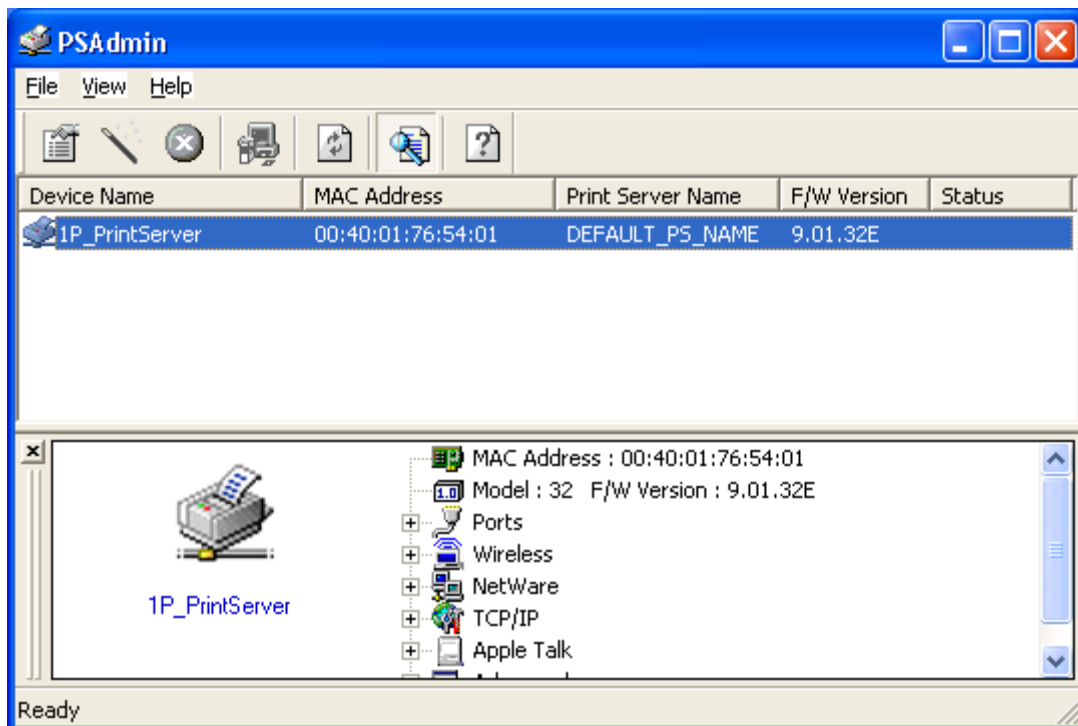 PSAdmin
File View Help
Device Name MAC Address Print Server Name F/W Version Status
1P_PrintServer 00:40:01:76:54:01 DEFAULT_PS_NAME 9.01.32E
MAC Address : 00:40:01:76:54:01
1.0 Model : 32 F/W Version : 9.01.32E
Ports
Wireless
NetWare
1P_PrintServer
TCP/IP
Apple Talk
Ready